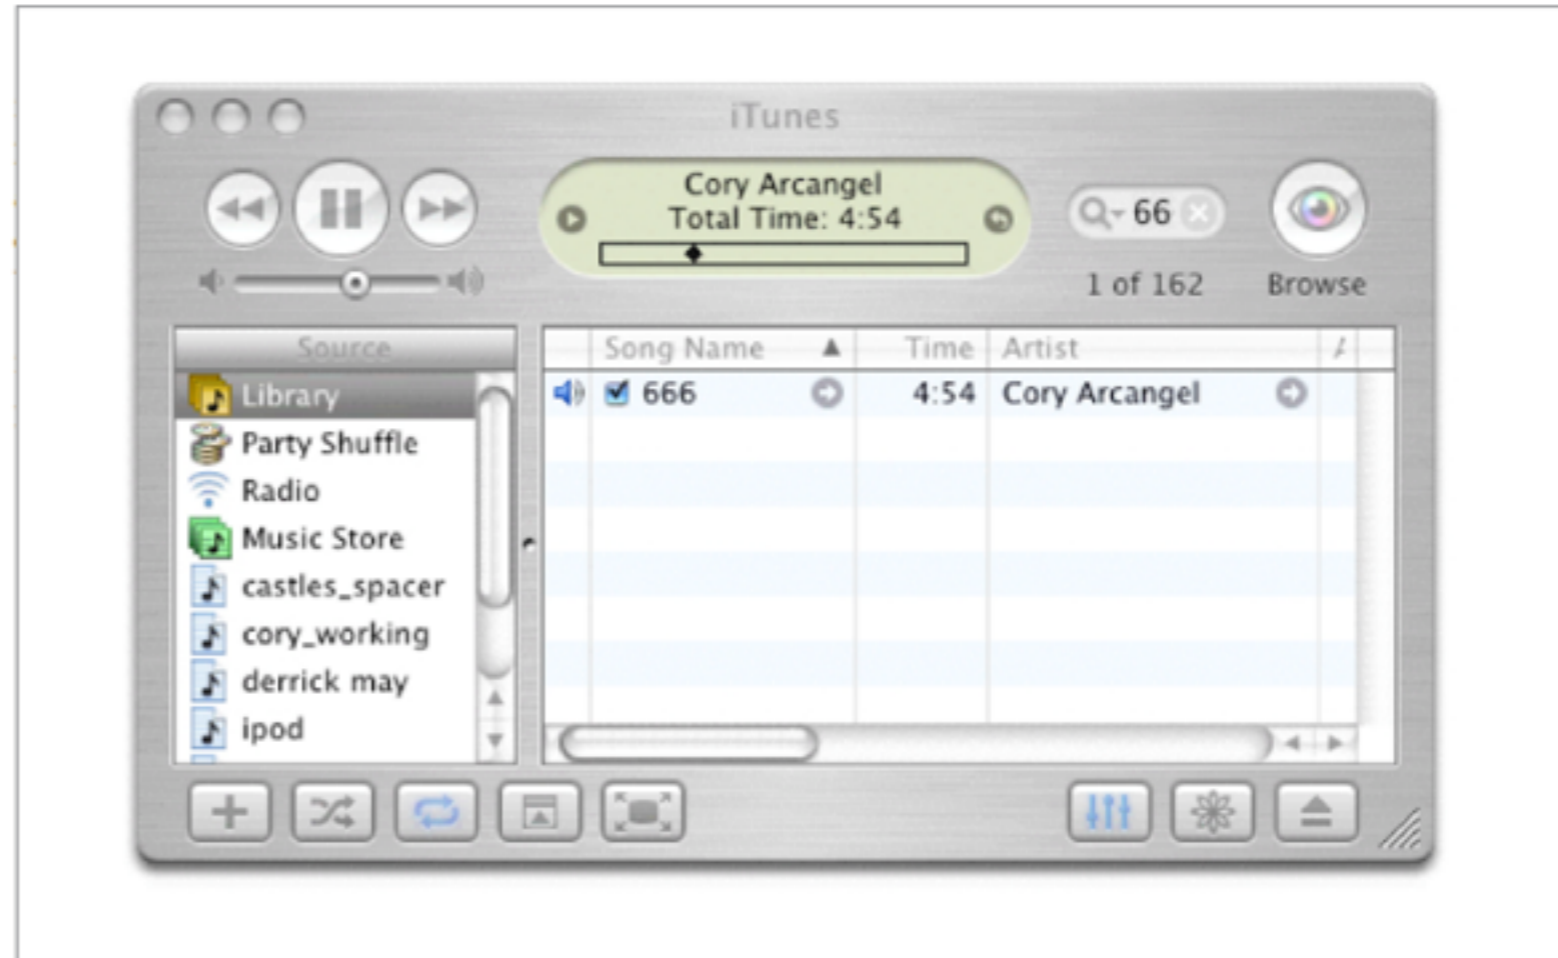 iTunes
Cory Arcangel
Total Time: 4:54
66
1 of 162
Browse
Source
Library
Party Shuffle
Radio
Music Store
castles_spacer
cory_working
derrick may
ipod
Song Name Time Artist
666 4:54 Cory Arcangel